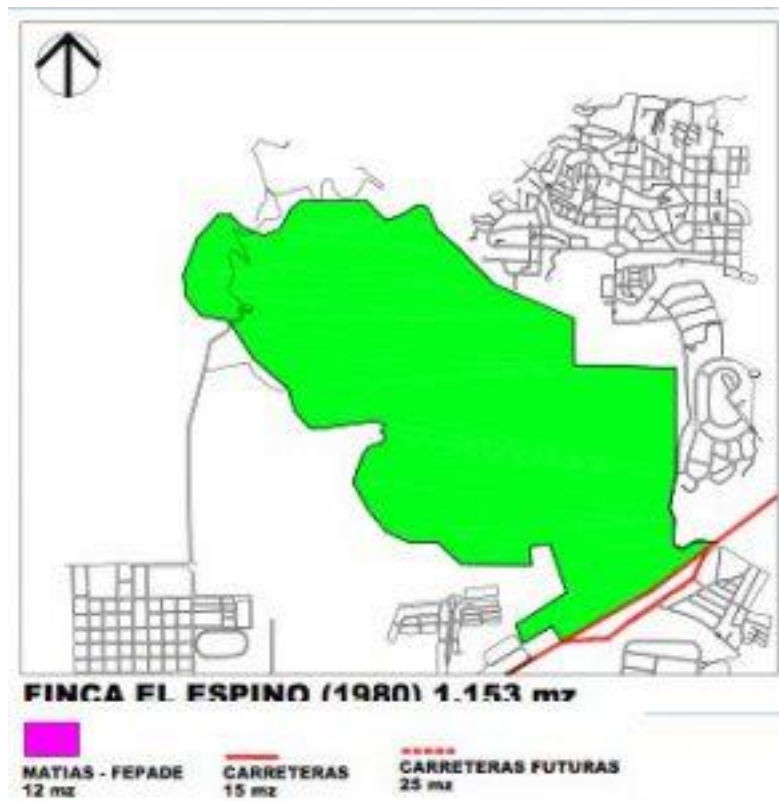 FINCA EL ESPINO (1980) 1,153 mz
MATIAS - FEPADE
12 mz
CARRETERAS
15 mz
CARRETERAS FUTURAS
25 mz